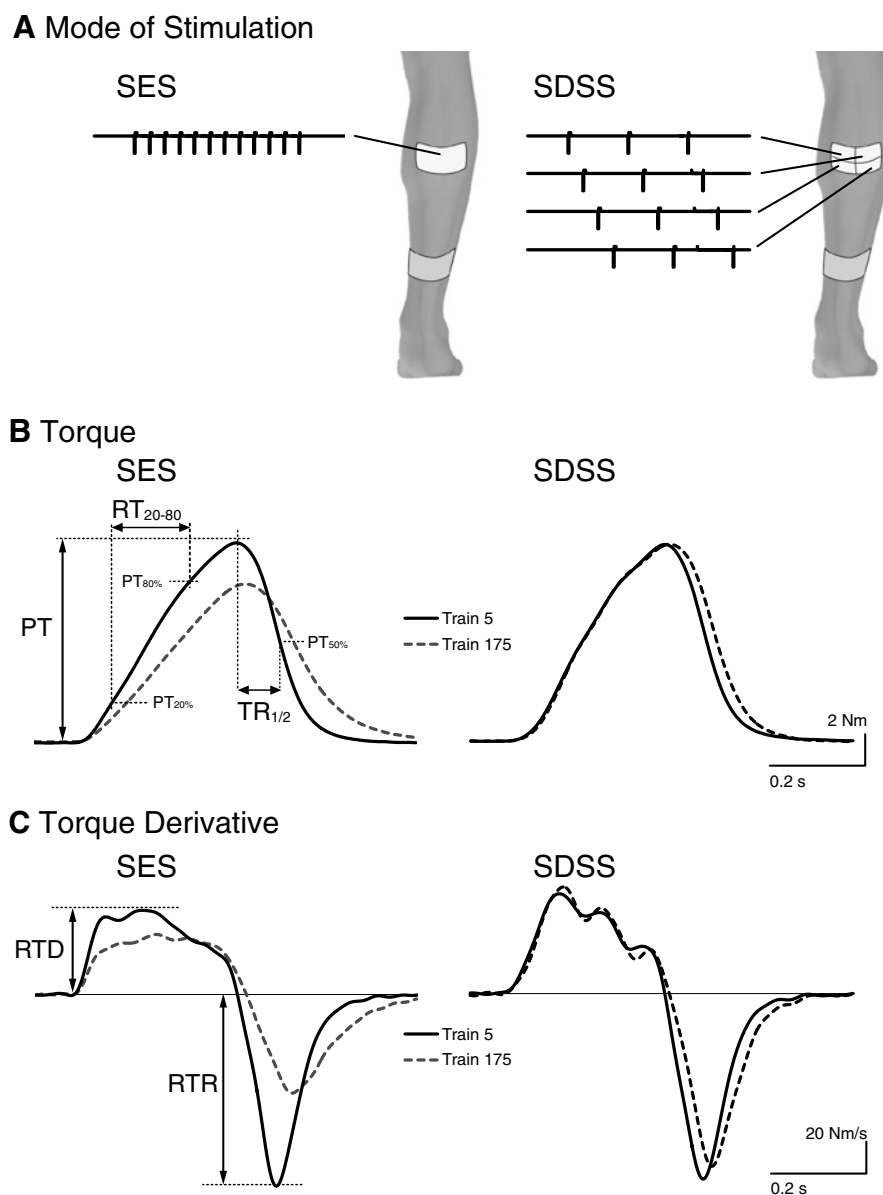 A Mode of Stimulation
SES
SDSS
B Torque
SES
SDSS
RT20-80
PT80%
PT
PT50%
PT20%
TR1/2
Train 5
Train 175
2 Nm
0.2 s
C Torque Derivative
SES
SDSS
RTD
RTR
Train 5
Train 175
20 Nm/s
0.2 s